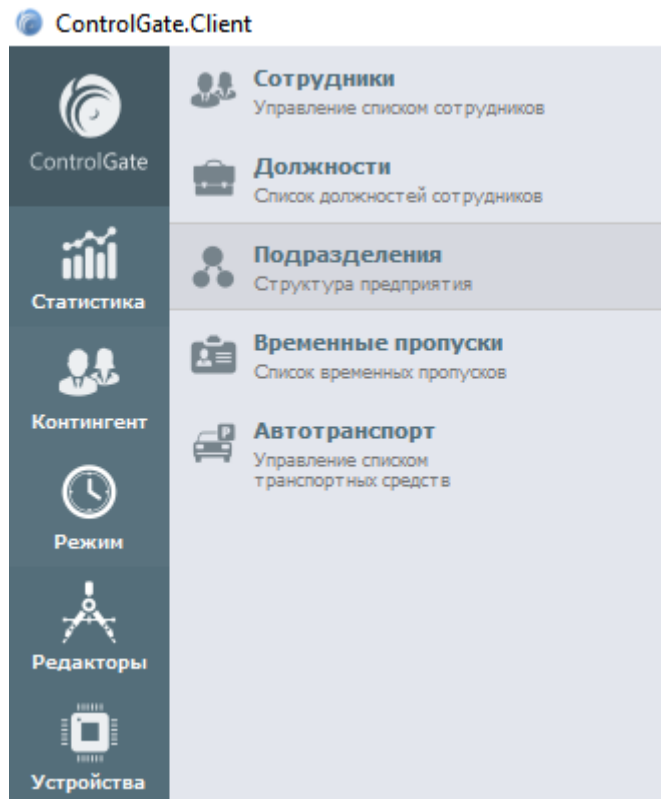 ControlGate.Client
ControlGate
Статистика
Контингент
Режим
Редакторы
Устройства
Сотрудники
Управление списком сотрудников
Должности
Список должностей сотрудников
Подразделения
Структура предприятия
Временные пропуски
Список временных пропусков
Автотранспорт
Управление списком
транспортных средств